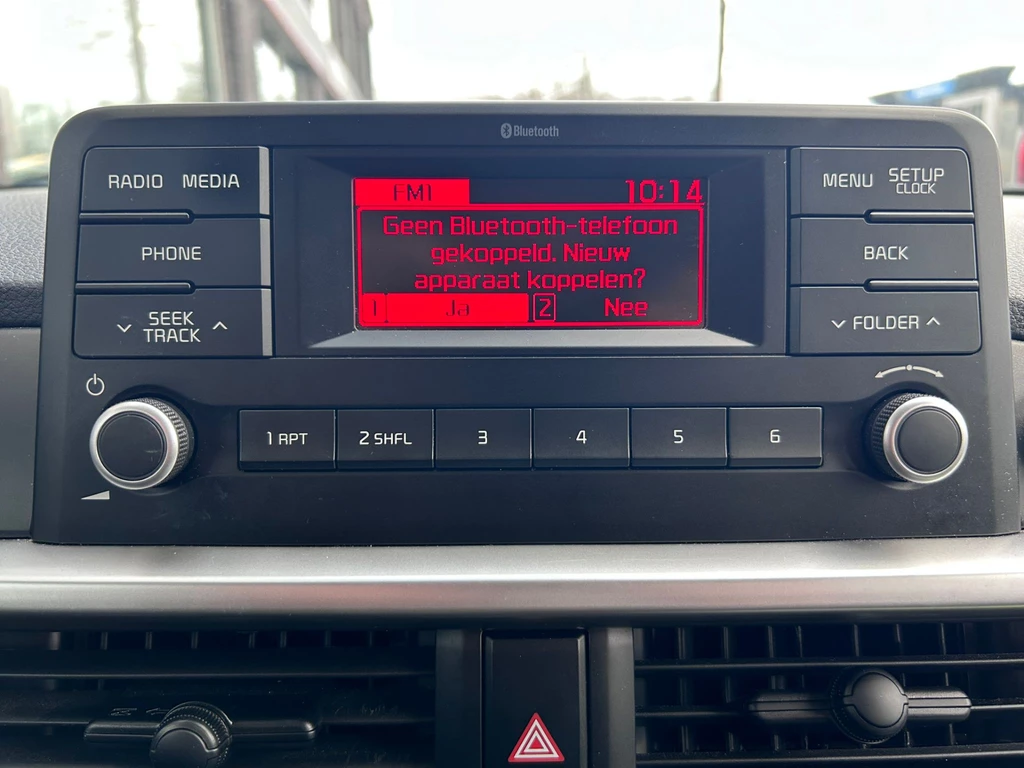 Bluetooth
RADIO MEDIA
PHONE
SEEK
TRACK
FM1 10:14
Geen Bluetooth-telefoon
gekoppeld. Nieuw
apparaat koppelen?
1 Ja 2 Nee
MENU SETUP
CLOCK
BACK
FOLDER
1 RPT 2 SHFL 3 4 5 6